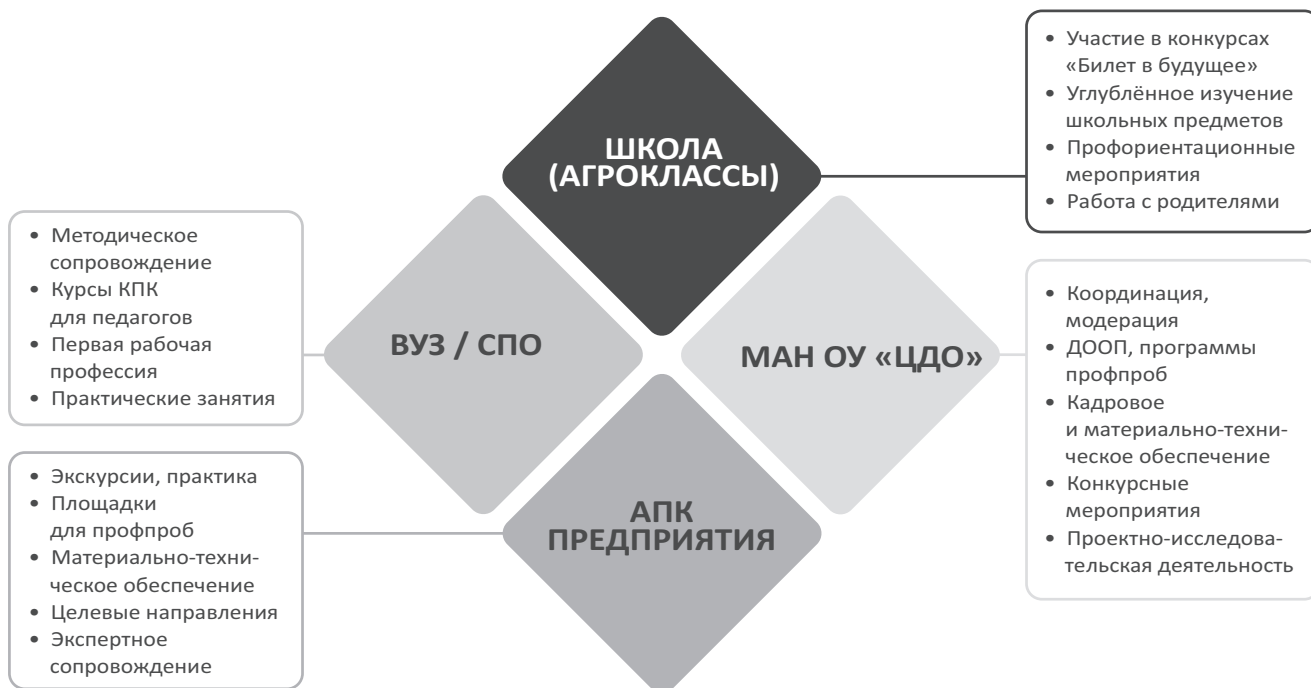 ШКОЛА
(АГРОКЛАССЫ)
• Участие в конкурсах
«Билет в будущее»
• Углублённое изучение
школьных предметов
• Профориентационные
мероприятия
• Работа с родителями
• Методическое
сопровождение
• Курсы КПК
для педагогов
• Первая рабочая
профессия
• Практические занятия
ВУЗ / СПО
МАН ОУ «ЦДО»
• Координация,
модерация
• ДООП, программы
профпроб
• Кадровое
и материально-техни-
ческое обеспечение
• Конкурсные
мероприятия
• Проектно-исследова-
тельская деятельность
• Экскурсии, практика
• Площадки
для профпроб
• Материально-техни-
ческое обеспечение
• Целевые направления
• Экспертное
сопровождение
АПК
ПРЕДПРИЯТИЯ